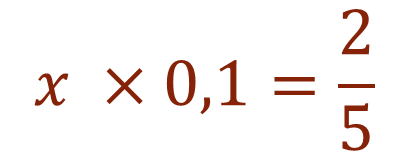 x × 0,1 = 2/5